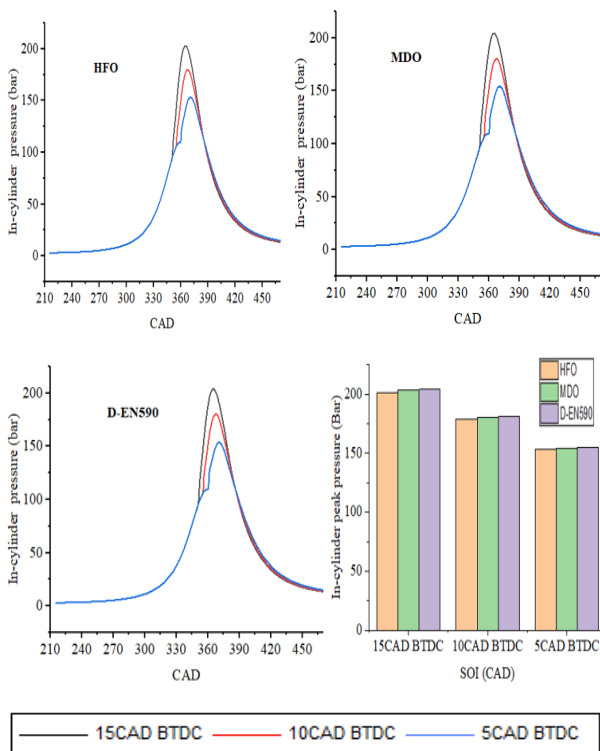 HFO
In-cylinder pressure (bar)
200
150
100
50
0
210 240 270 300 330 360 390 420 450
CAD
MDO
In-cylinder pressure (bar)
200
150
100
50
0
210 240 270 300 330 360 390 420 450
CAD
D-EN590
In-cylinder pressure (bar)
200
150
100
50
0
210 240 270 300 330 360 390 420 450
CAD
HFO
MDO
D-EN590
In-cylinder peak pressure (Bar)
200
150
100
50
0
15CAD BTDC 10CAD BTDC 5CAD BTDC
SOI (CAD)
15CAD BTDC 10CAD BTDC 5CAD BTDC